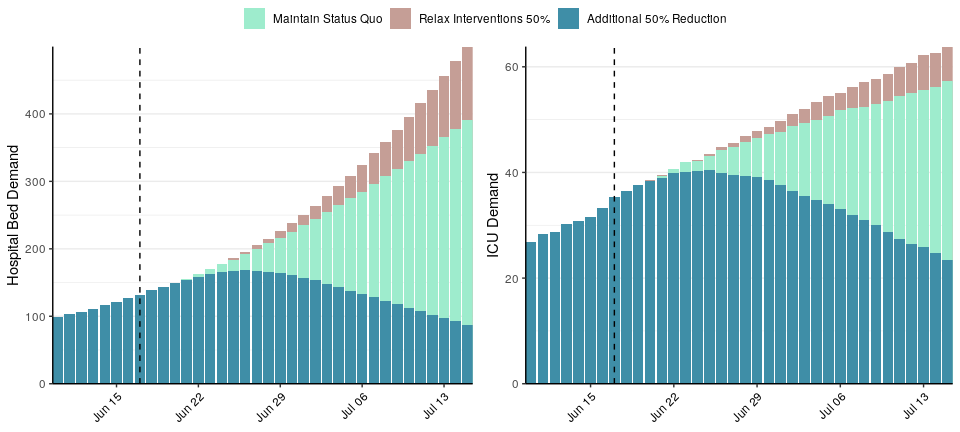 Maintain Status Quo Relax Interventions 50% Additional 50% Reduction
Hospital Bed Demand
400
300
200
100
0
Jun 15 Jun 22 Jun 29 Jul 06 Jul 13
ICU Demand
60
40
20
0
Jun 15 Jun 22 Jun 29 Jul 06 Jul 13